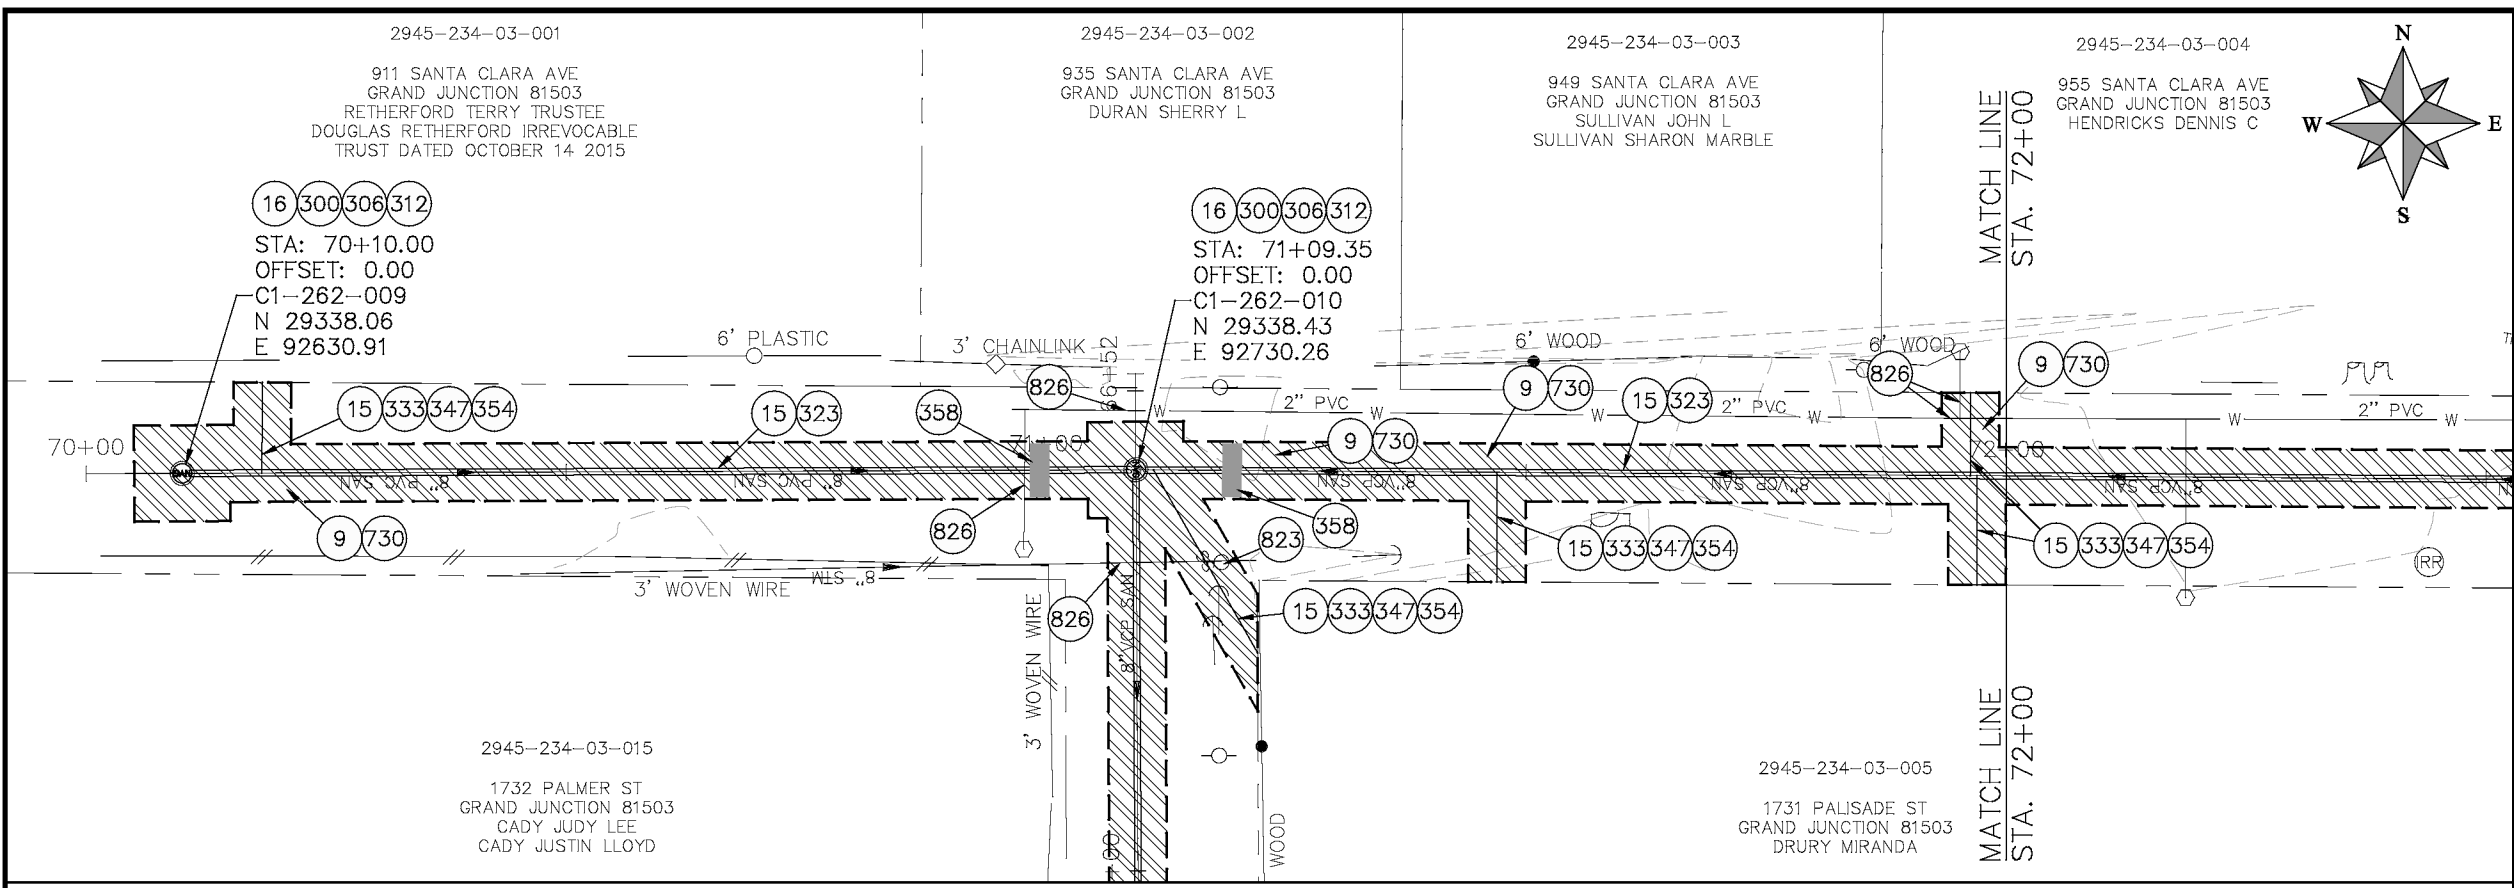 2945-234-03-001
911 SANTA CLARA AVE
GRAND JUNCTION 81503
RETHERFORD TERRY TRUSTEE
DOUGLAS RETHERFORD IRREVOCABLE
TRUST DATED OCTOBER 14 2015
2945-234-03-002
935 SANTA CLARA AVE
GRAND JUNCTION 81503
DURAN SHERRY L
2945-234-03-003
949 SANTA CLARA AVE
GRAND JUNCTION 81503
SULLIVAN JOHN L
SULLIVAN SHARON MARBLE
2945-234-03-004
955 SANTA CLARA AVE
GRAND JUNCTION 81503
HENDRICKS DENNIS C
MATCH LINE
STA. 72+00
N
W
E
S
16 300 306 312
STA: 70+10.00
OFFSET: 0.00
C1-262-009
N 29338.06
E 92630.91
16 300 306 312
STA: 71+09.35
OFFSET: 0.00
C1-262-010
N 29338.43
E 92730.26
6' PLASTIC
3' CHAINLINK
66+52
6' WOOD
6' WOOD
826
9 730
826
9 730
15 333 347 354
15 323
358
W
2" PVC
W
W
15 323
2" PVC
W
W
2" PVC
W
70+00
71+00
9 730
72+00
SAN
S
8" PVC SAN
8" PVC SAN
8" VCP SAN
8" VCP SAN
8" VCP SAN
9 730
826
358
823
15 333 347 354
15 333 347 354
IRR
8" STM
3' WOVEN WIRE
826
8" VCP SAN
15 333 347 354
3' WOVEN WIRE
WOOD
2945-234-03-015
1732 PALMER ST
GRAND JUNCTION 81503
CADY JUDY LEE
CADY JUSTIN LLOYD
2945-234-03-005
1731 PALISADE ST
GRAND JUNCTION 81503
DRURY MIRANDA
MATCH LINE
STA. 72+00